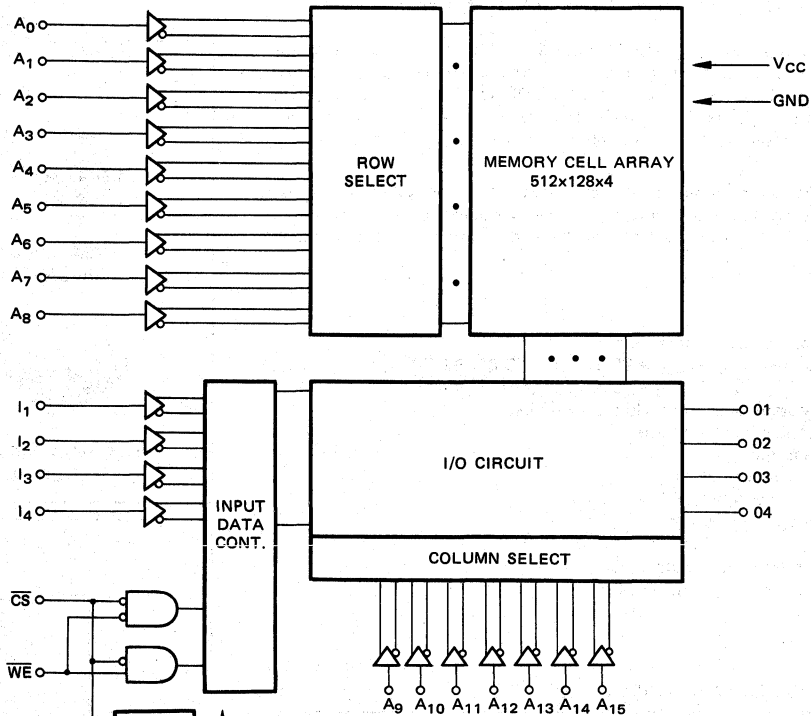 A0
A1
A2
A3
A4
A5
A6
A7
A8
ROW
SELECT
MEMORY CELL ARRAY
512x128x4
VCC
GND
I1
I2
I3
I4
INPUT
DATA
CONT.
I/O CIRCUIT
COLUMN SELECT
01
02
03
04
CS
WE
A9 A10 A11 A12 A13 A14 A15